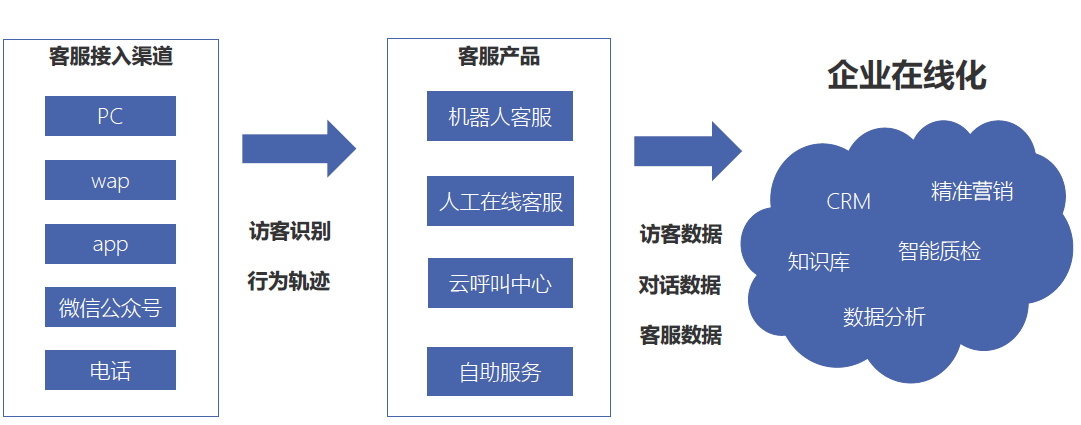 客服接入渠道
PC
wap
app
微信公众号
电话
访客识别
行为轨迹
客服产品
机器人客服
人工在线客服
云呼叫中心
自助服务
访客数据
对话数据
客服数据
企业在线化
CRM
精准营销
知识库
智能质检
数据分析